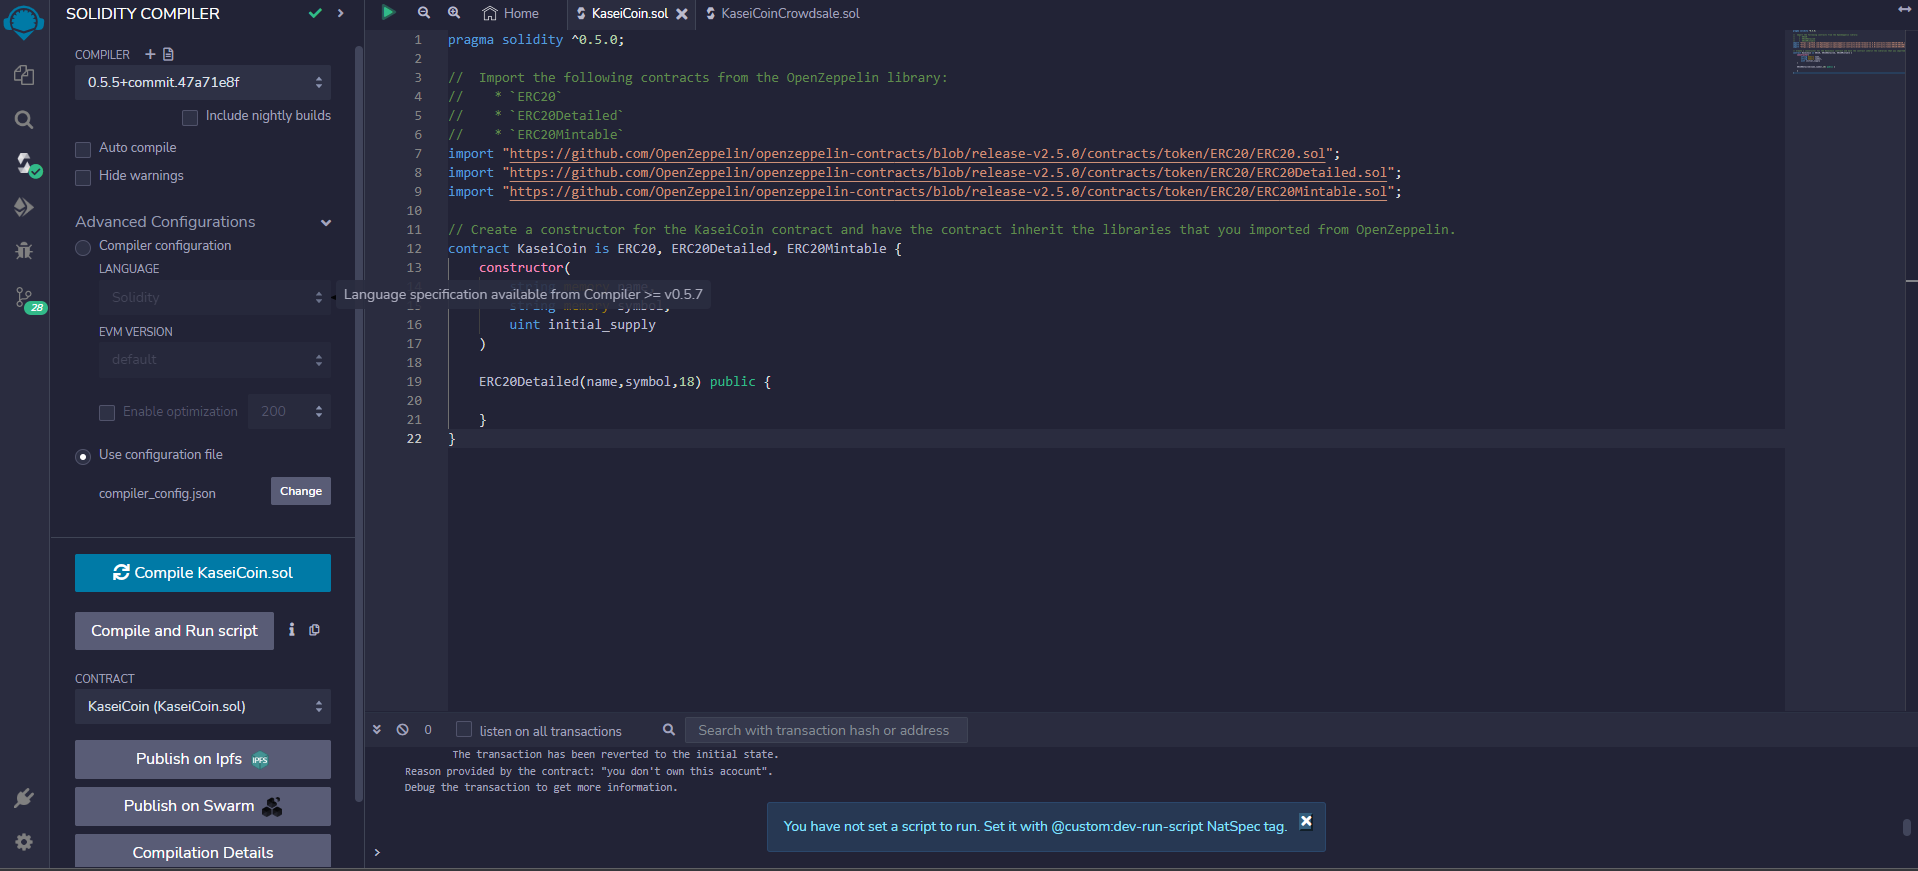 SOLIDITY COMPILER
COMPILER
0.5.5+commit.47a71e8f
Include nightly builds
Auto compile
Hide warnings
Advanced Configurations
Compiler configuration
LANGUAGE
Solidity
EVM VERSION
default
Enable optimization
200
Use configuration file
compiler_config.json
Change
Compile KaseiCoin.sol
Compile and Run script
CONTRACT
KaseiCoin (KaseiCoin.sol)
Publish on Ipfs
IPFS
Publish on Swarm
Compilation Details
28
Home
KaseiCoin.sol
KaseiCoinCrowdsale.sol
1 pragma solidity ^0.5.0;
2
3 //  Import the following contracts from the OpenZeppelin library:
4 //    * `ERC20`
5 //    * `ERC20Detailed`
6 //    * `ERC20Mintable`
7 import "https://github.com/OpenZeppelin/openzeppelin-contracts/blob/release-v2.5.0/contracts/token/ERC20/ERC20.sol";
8 import "https://github.com/OpenZeppelin/openzeppelin-contracts/blob/release-v2.5.0/contracts/token/ERC20/ERC20Detailed.sol";
9 import "https://github.com/OpenZeppelin/openzeppelin-contracts/blob/release-v2.5.0/contracts/token/ERC20/ERC20Mintable.sol";
10
11 // Create a constructor for the KaseiCoin contract and have the contract inherit the libraries that you imported from OpenZeppelin.
12 contract KaseiCoin is ERC20, ERC20Detailed, ERC20Mintable {
13     constructor(
Language specification available from Compiler >= v0.5.7
string memory symbol,
16         uint initial_supply
17     )
18
19     ERC20Detailed(name,symbol,18) public {
20
21     }
22 }
0
listen on all transactions
Search with transaction hash or address
The transaction has been reverted to the initial state.
Reason provided by the contract: "you don't own this acocunt".
Debug the transaction to get more information.
You have not set a script to run. Set it with @custom:dev-run-script NatSpec tag.
>